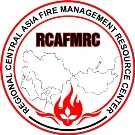 REGIONAL CENTRAL ASIA FIRE MANAGEMENT RESOURCE CENTER
RCAFMRC